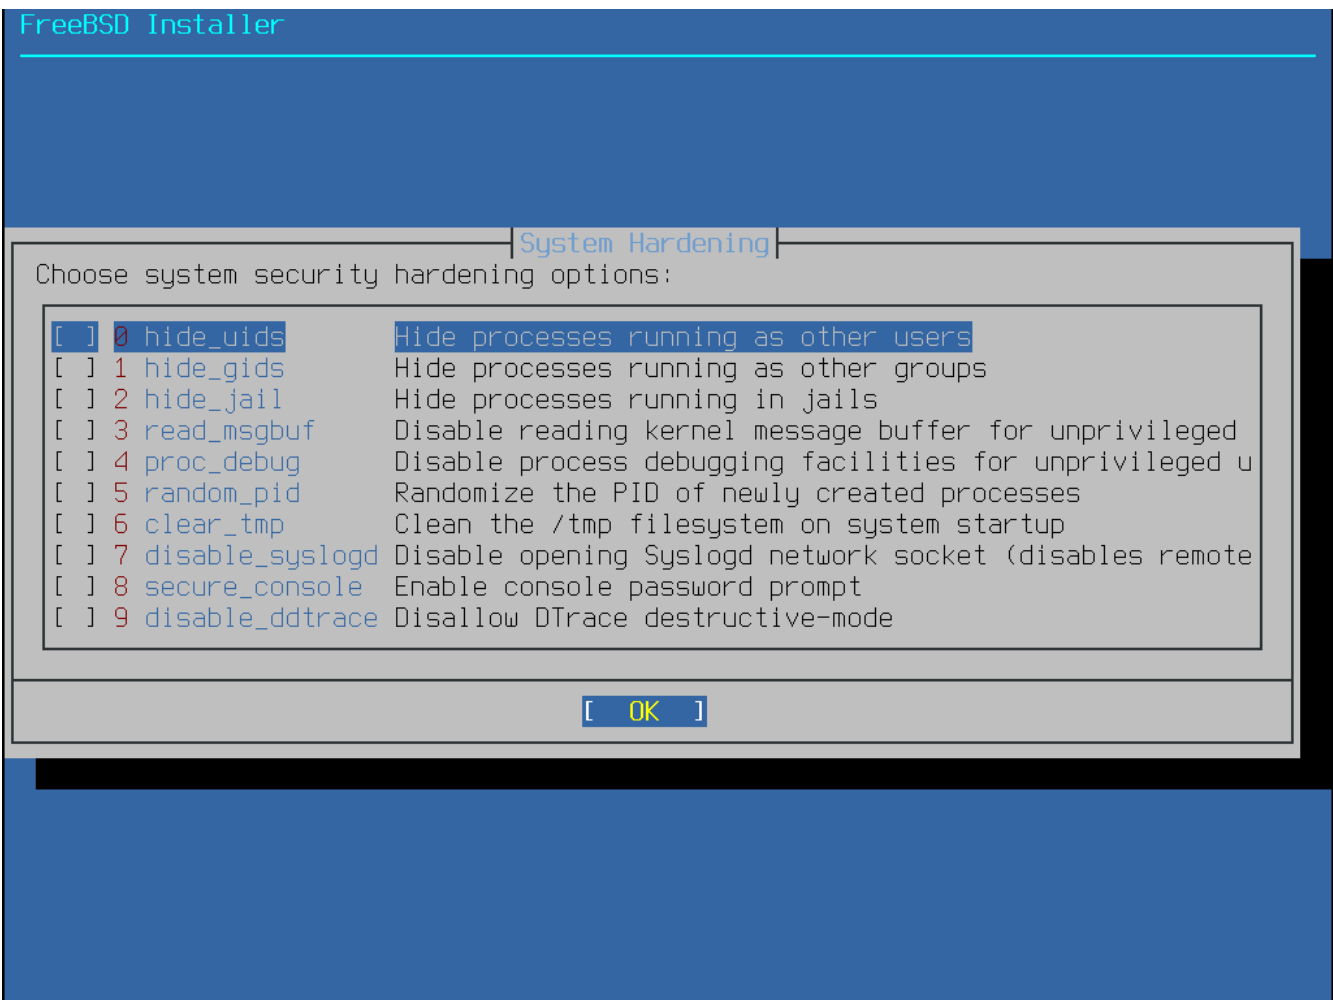 FreeBSD Installer
System Hardening
Choose system security hardening options:
[ ] 0 hide_uids Hide processes running as other users
[ ] 1 hide_gids Hide processes running as other groups
[ ] 2 hide_jail Hide processes running in jails
[ ] 3 read_msgbuf Disable reading kernel message buffer for unprivileged
[ ] 4 proc_debug Disable process debugging facilities for unprivileged u
[ ] 5 random_pid Randomize the PID of newly created processes
[ ] 6 clear_tmp Clean the /tmp filesystem on system startup
[ ] 7 disable_syslogd Disable opening Syslogd network socket (disables remote
[ ] 8 secure_console Enable console password prompt
[ ] 9 disable_ddtrace Disallow DTrace destructive-mode
[ OK ]